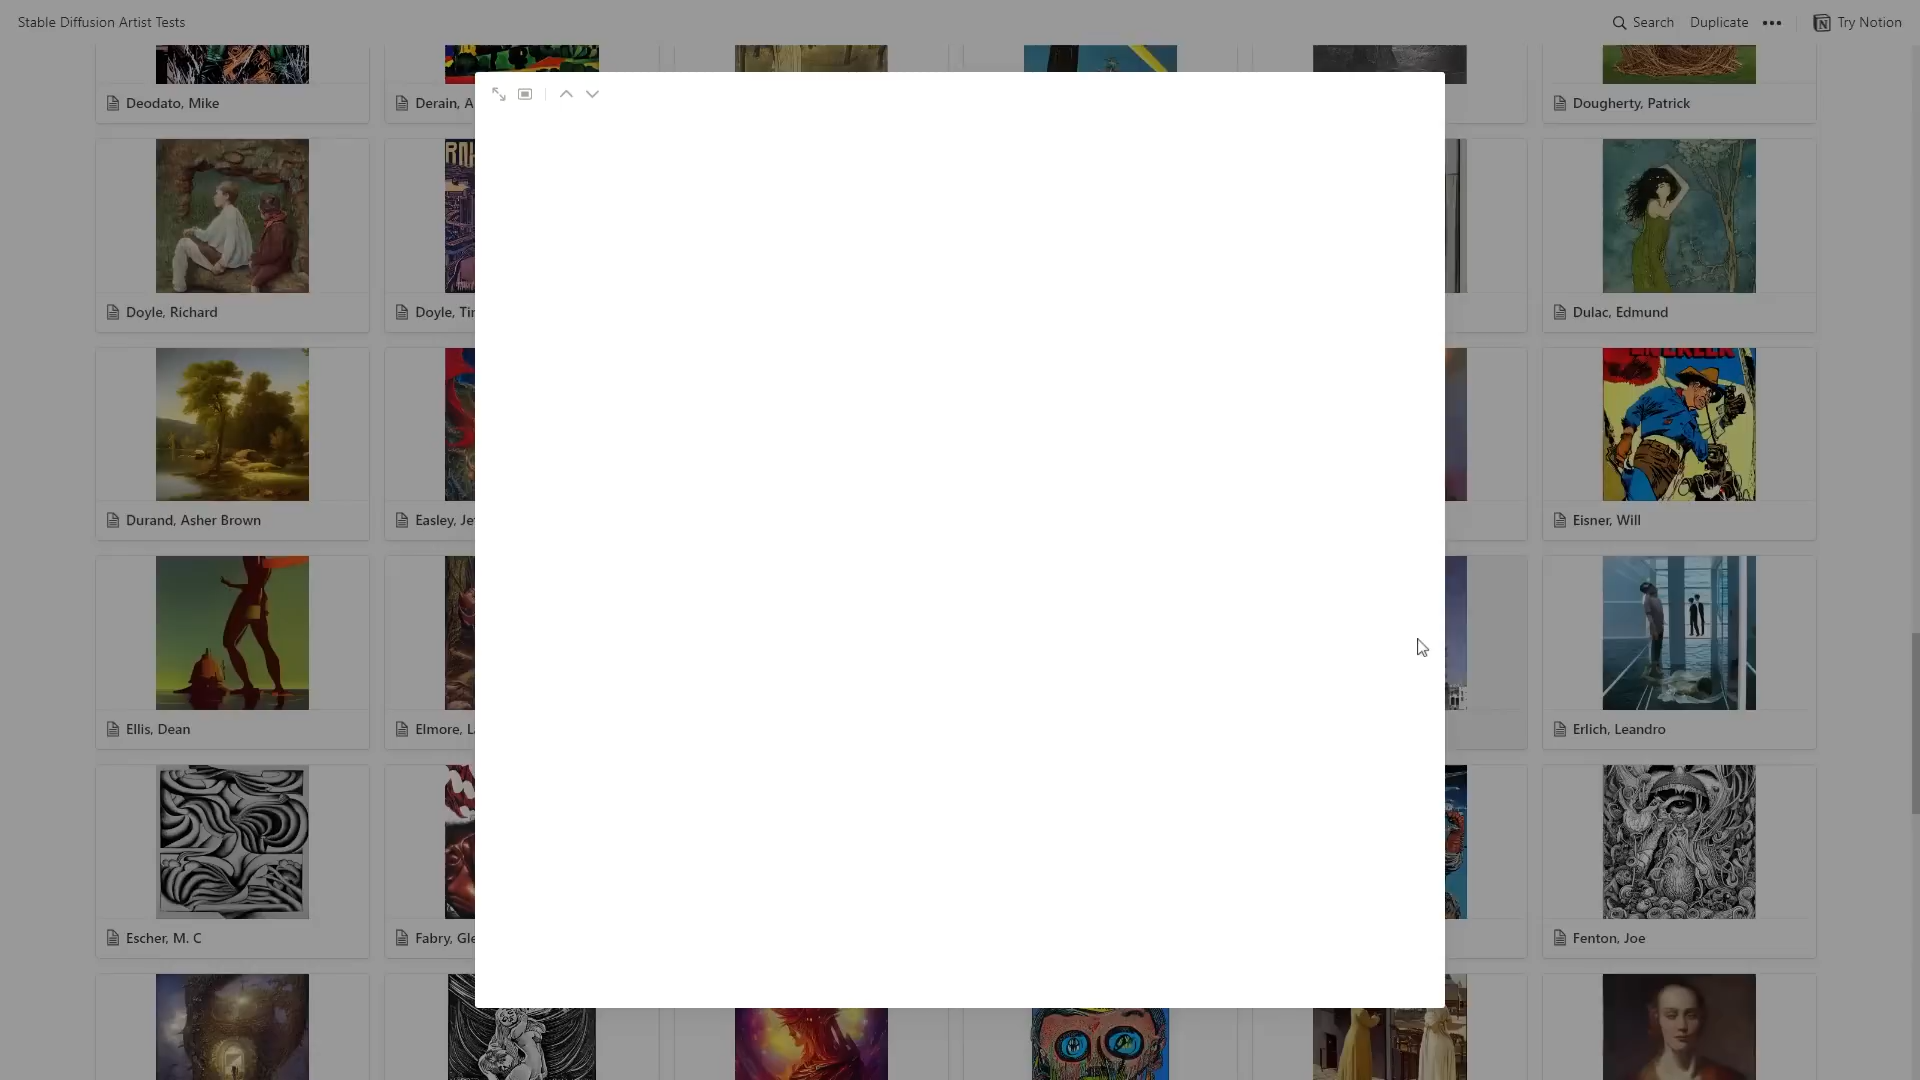 Stable Diffusion Artist Tests
Search
Duplicate
Try Notion
Deodato, Mike
Derain, A
Dougherty, Patrick
Doyle, Richard
Doyle, Ti
Dulac, Edmund
Durand, Asher Brown
Easley, Je
Eisner, Will
Ellis, Dean
Elmore, L
Erlich, Leandro
Escher, M. C
Fabry, Gle
Fenton, Joe